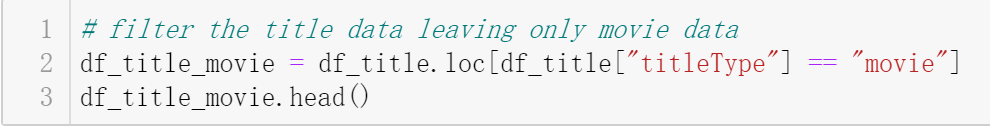 1 # filter the title data leaving only movie data
2 df_title_movie = df_title.loc[df_title["titleType"] == "movie"]
3 df_title_movie.head()